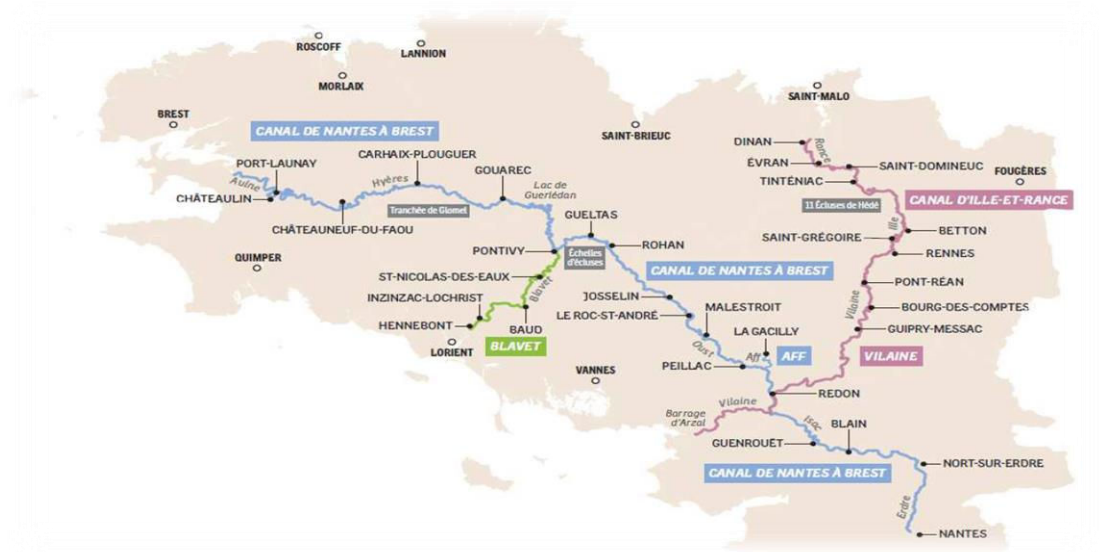 ROSCOFF
LANNION
MORLAIX
BREST
SAINT-MALO
SAINT-BRIEUC
FOUGÈRES
CANAL DE NANTES À BREST
DINAN
Rance
PORT-LAUNAY
CARHAIX-PLOUGUER
GOUAREC
ÉVRAN
SAINT-DOMINEUC
Aulne
Hyères
Lac de
Guerlédan
TINTÉNIAC
CHÂTEAULIN
Tranchée de Glomel
11 Écluses de Hédé
CANAL D'ILLE-ET-RANCE
CHÂTEAUNEUF-DU-FAOU
GUELTAS
Ille
BETTON
SAINT-GRÉGOIRE
PONTIVY
Échelles
d'écluses
ROHAN
RENNES
QUIMPER
ST-NICOLAS-DES-EAUX
CANAL DE NANTES À BREST
PONT-RÉAN
Blavet
INZINZAC-LOCHRIST
JOSSELIN
MALESTROIT
Vilaine
BOURG-DES-COMPTES
LE ROC-ST-ANDRÉ
HENNEBONT
BAUD
LA GACILLY
GUIPRY-MESSAC
LORIENT
BLAVET
Oust
Aff
AFF
VILAINE
VANNES
PEILLAC
REDON
Vilaine
Barrage
d'Arzal
Isac
BLAIN
GUENROUËT
NORT-SUR-ERDRE
CANAL DE NANTES À BREST
Erdre
NANTES